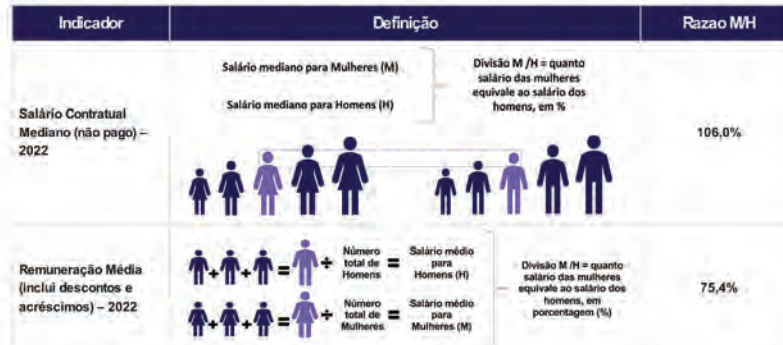 Indicador
Definição
Razao M/H
Salário Contratual
Mediano (não pago) –
2022
Salário mediano para Mulheres (M)
Salário mediano para Homens (H)
Divisão M /H = quanto
salário das mulheres
equivale ao salário dos
homens, em %
106,0%
Remuneração Média
(inclui descontos e
acréscimos) – 2022
+ + = ÷
Número
total de
Homens
=
Salário médio
para
Homens (H)
+ + = ÷
Número
total de
Mulheres
=
Salário médio
para
Mulheres (M)
Divisão M /H = quanto
salário das mulheres
equivale ao salário dos
homens, em
porcentagem (%)
75,4%